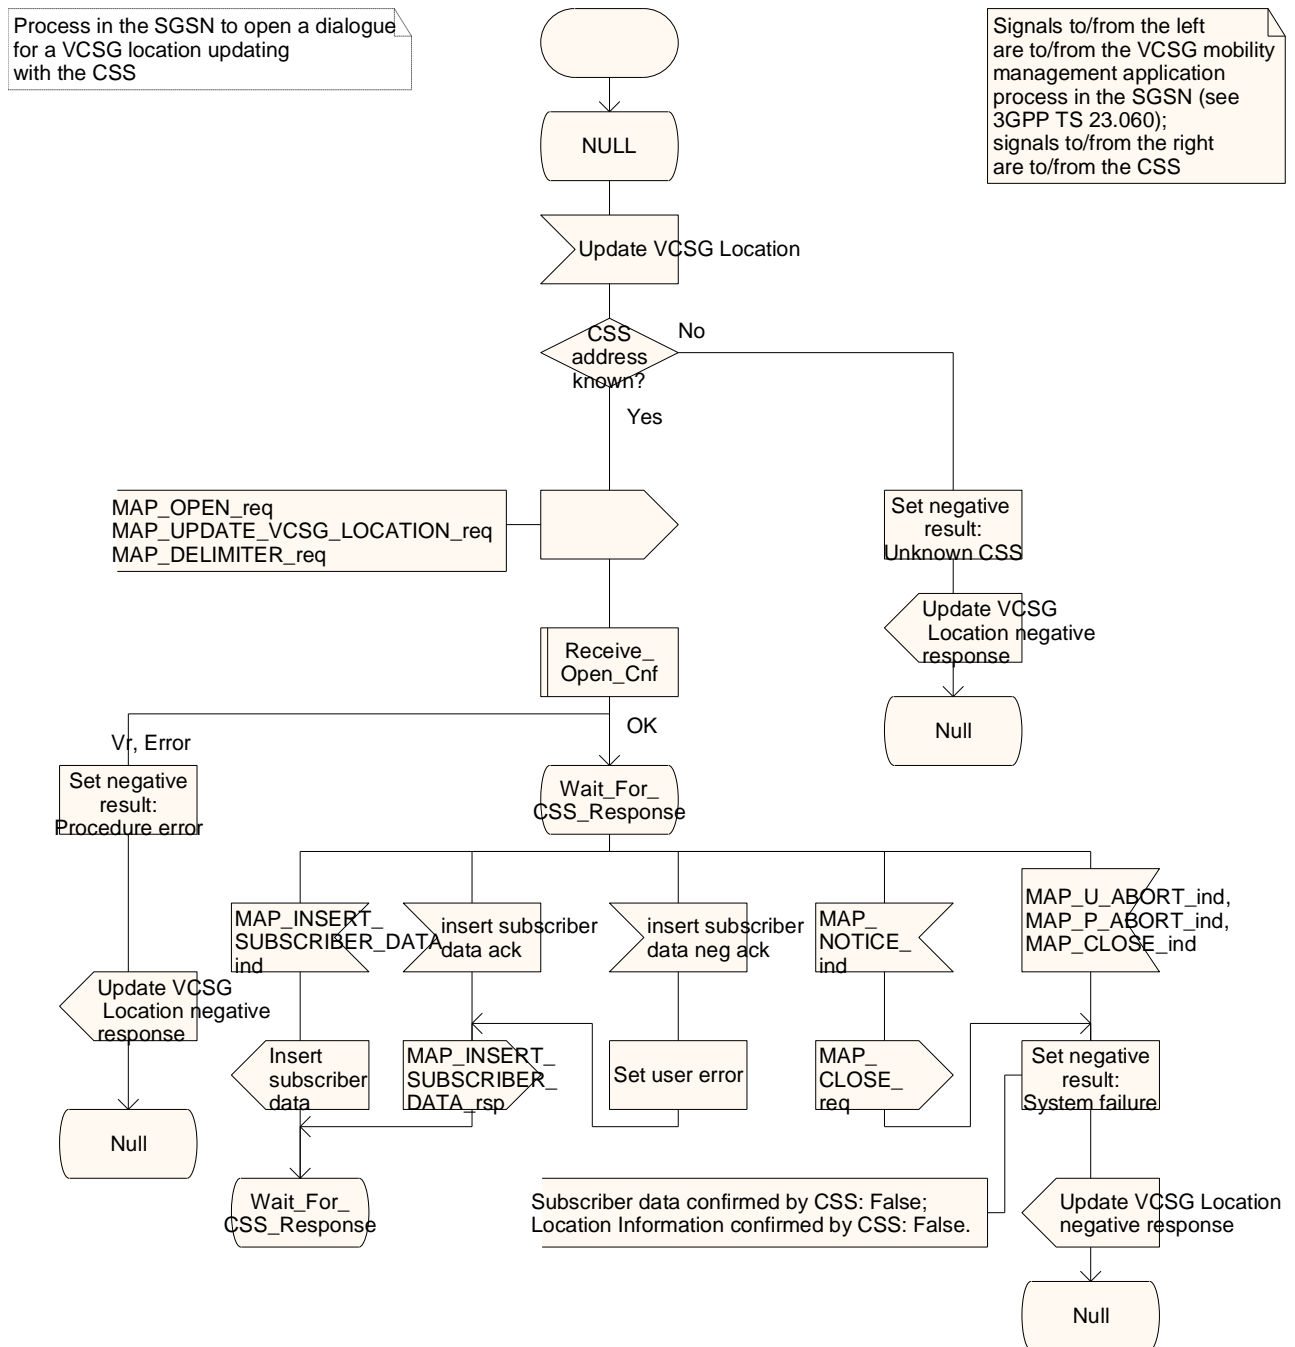 Process in the SGSN to open a dialogue
for a VCSG location updating
with the CSS
Signals to/from the left
are to/from the VCSG mobility
management application
process in the SGSN (see
3GPP TS 23.060);
signals to/from the right
are to/from the CSS
NULL
Update VCSG Location
CSS
address
known?
No
Yes
MAP_OPEN_req
MAP_UPDATE_VCSG_LOCATION_req
MAP_DELIMITER_req
Set negative
result:
Unknown CSS
Update VCSG
Location negative
response
Null
Receive_
Open_Cnf
OK
Vr, Error
Set negative
result:
Procedure error
Wait_For_
CSS_Response
Update VCSG
Location negative
response
Null
MAP_INSERT_
SUBSCRIBER_DATA_
ind
insert subscriber
data ack
insert subscriber
data neg ack
MAP_
NOTICE_
ind
MAP_U_ABORT_ind,
MAP_P_ABORT_ind,
MAP_CLOSE_ind
Insert
subscriber
data
MAP_INSERT_
SUBSCRIBER_
DATA_rsp
Set user error
MAP_
CLOSE_
req
Set negative
result:
System failure
Wait_For_
CSS_Response
Subscriber data confirmed by CSS: False;
Location Information confirmed by CSS: False.
Update VCSG Location
negative response
Null